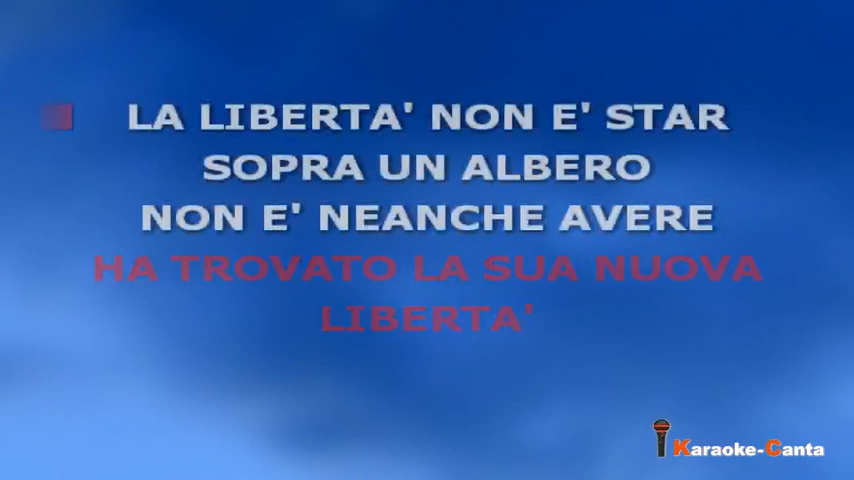 LA LIBERTA' NON E' STAR
SOPRA UN ALBERO
NON E' NEANCHE AVERE
HA TROVATO LA SUA NUOVA
LIBERTA'
Karaoke-Canta